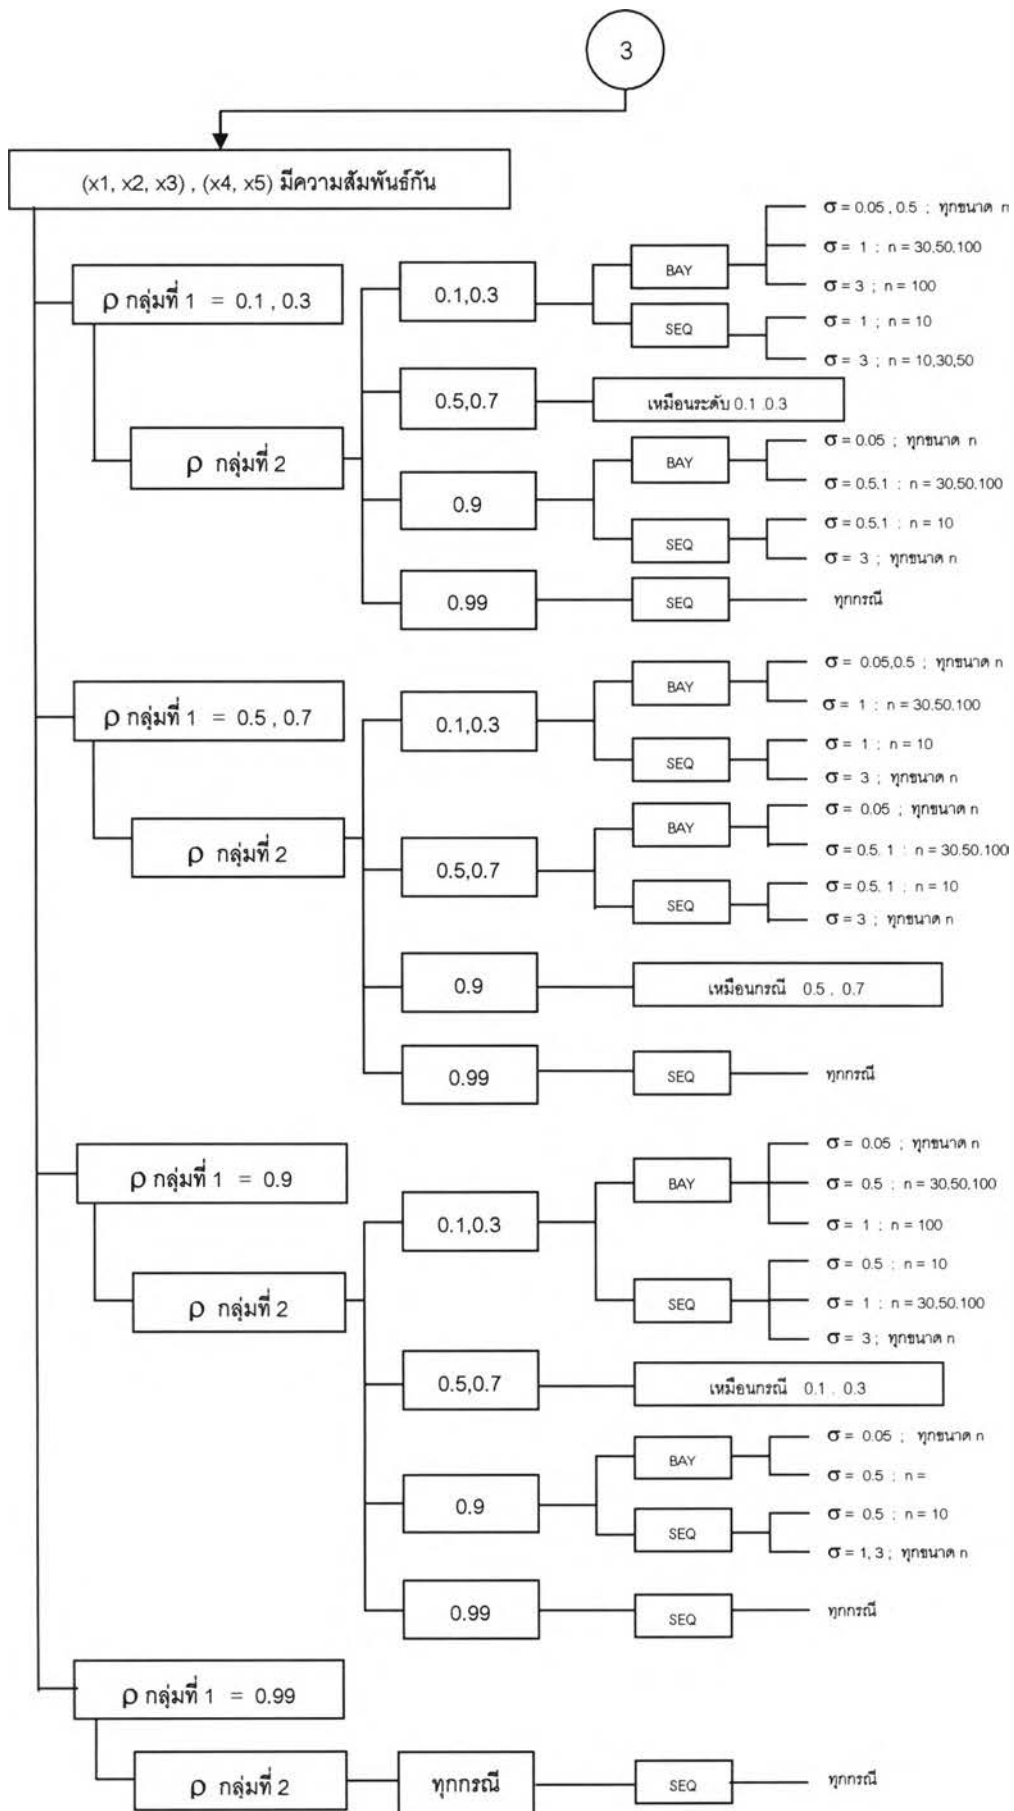 3
(x1, x2, x3) , (x4, x5) มีความสัมพันธ์กัน
ρ กลุ่มที่ 1 = 0.1 , 0.3
ρ กลุ่มที่ 2
0.1,0.3
BAY
σ = 0.05 , 0.5 ; ทุกขนาด n
σ = 1 ; n = 30,50,100
σ = 3 ; n = 100
SEQ
σ = 1 ; n = 10
σ = 3 ; n = 10,30,50
0.5,0.7
เหมือนระดับ 0.1 .0.3
0.9
BAY
σ = 0.05 ; ทุกขนาด n
σ = 0.5.1 ; n = 30,50,100
SEQ
σ = 0.5.1 ; n = 10
σ = 3 ; ทุกขนาด n
0.99
SEQ
ทุกกรณี
ρ กลุ่มที่ 1 = 0.5 , 0.7
ρ กลุ่มที่ 2
0.1,0.3
BAY
σ = 0.05,0.5 ; ทุกขนาด n
σ = 1 ; n = 30.50.100
SEQ
σ = 1 ; n = 10
σ = 3 ; ทุกขนาด n
0.5,0.7
BAY
σ = 0.05 ; ทุกขนาด n
σ = 0.5. 1 : n = 30.50.100
SEQ
σ = 0.5. 1 ; n = 10
σ = 3 ; ทุกขนาด n
0.9
เหมือนกรณี 0.5 , 0.7
0.99
SEQ
ทุกกรณี
ρ กลุ่มที่ 1 = 0.9
ρ กลุ่มที่ 2
0.1,0.3
BAY
σ = 0.05 ; ทุกขนาด n
σ = 0.5 ; n = 30,50,100
σ = 1 ; n = 100
SEQ
σ = 0.5 ; n = 10
σ = 1 ; n = 30,50,100
σ = 3 ; ทุกขนาด n
0.5,0.7
เหมือนกรณี 0.1 . 0.3
0.9
BAY
σ = 0.05 ; ทุกขนาด n
σ = 0.5 ; n =
SEQ
σ = 0.5 ; n = 10
σ = 1, 3 ; ทุกขนาด n
0.99
SEQ
ทุกกรณี
ρ กลุ่มที่ 1 = 0.99
ρ กลุ่มที่ 2
ทุกกรณี
SEQ
ทุกกรณี